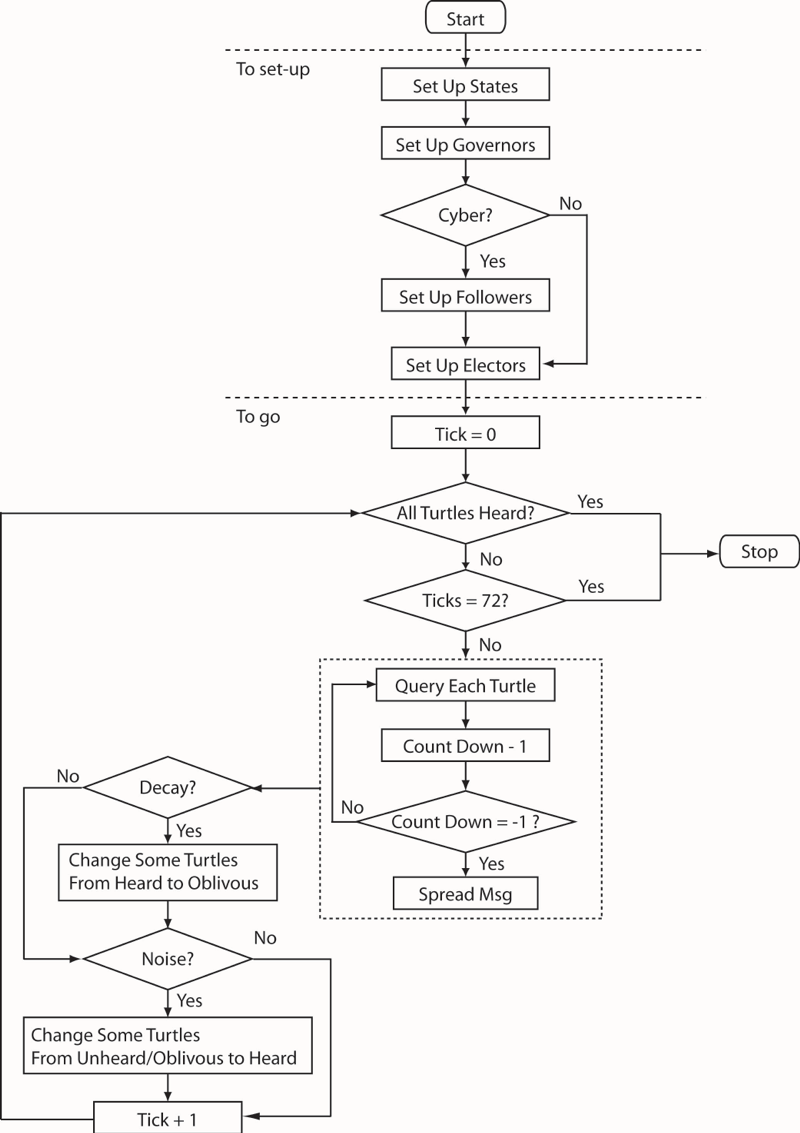 Start
To set-up
Set Up States
Set Up Governors
Cyber?
No
Yes
Set Up Followers
Set Up Electors
To go
Tick = 0
All Turtles Heard?
Yes
No
Stop
Ticks = 72?
Yes
No
Query Each Turtle
Count Down - 1
Count Down = -1 ?
No
Yes
Spread Msg
Decay?
No
Yes
Change Some Turtles
From Heard to Oblivous
Noise?
No
Yes
Change Some Turtles
From Unheard/Oblivous to Heard
Tick + 1